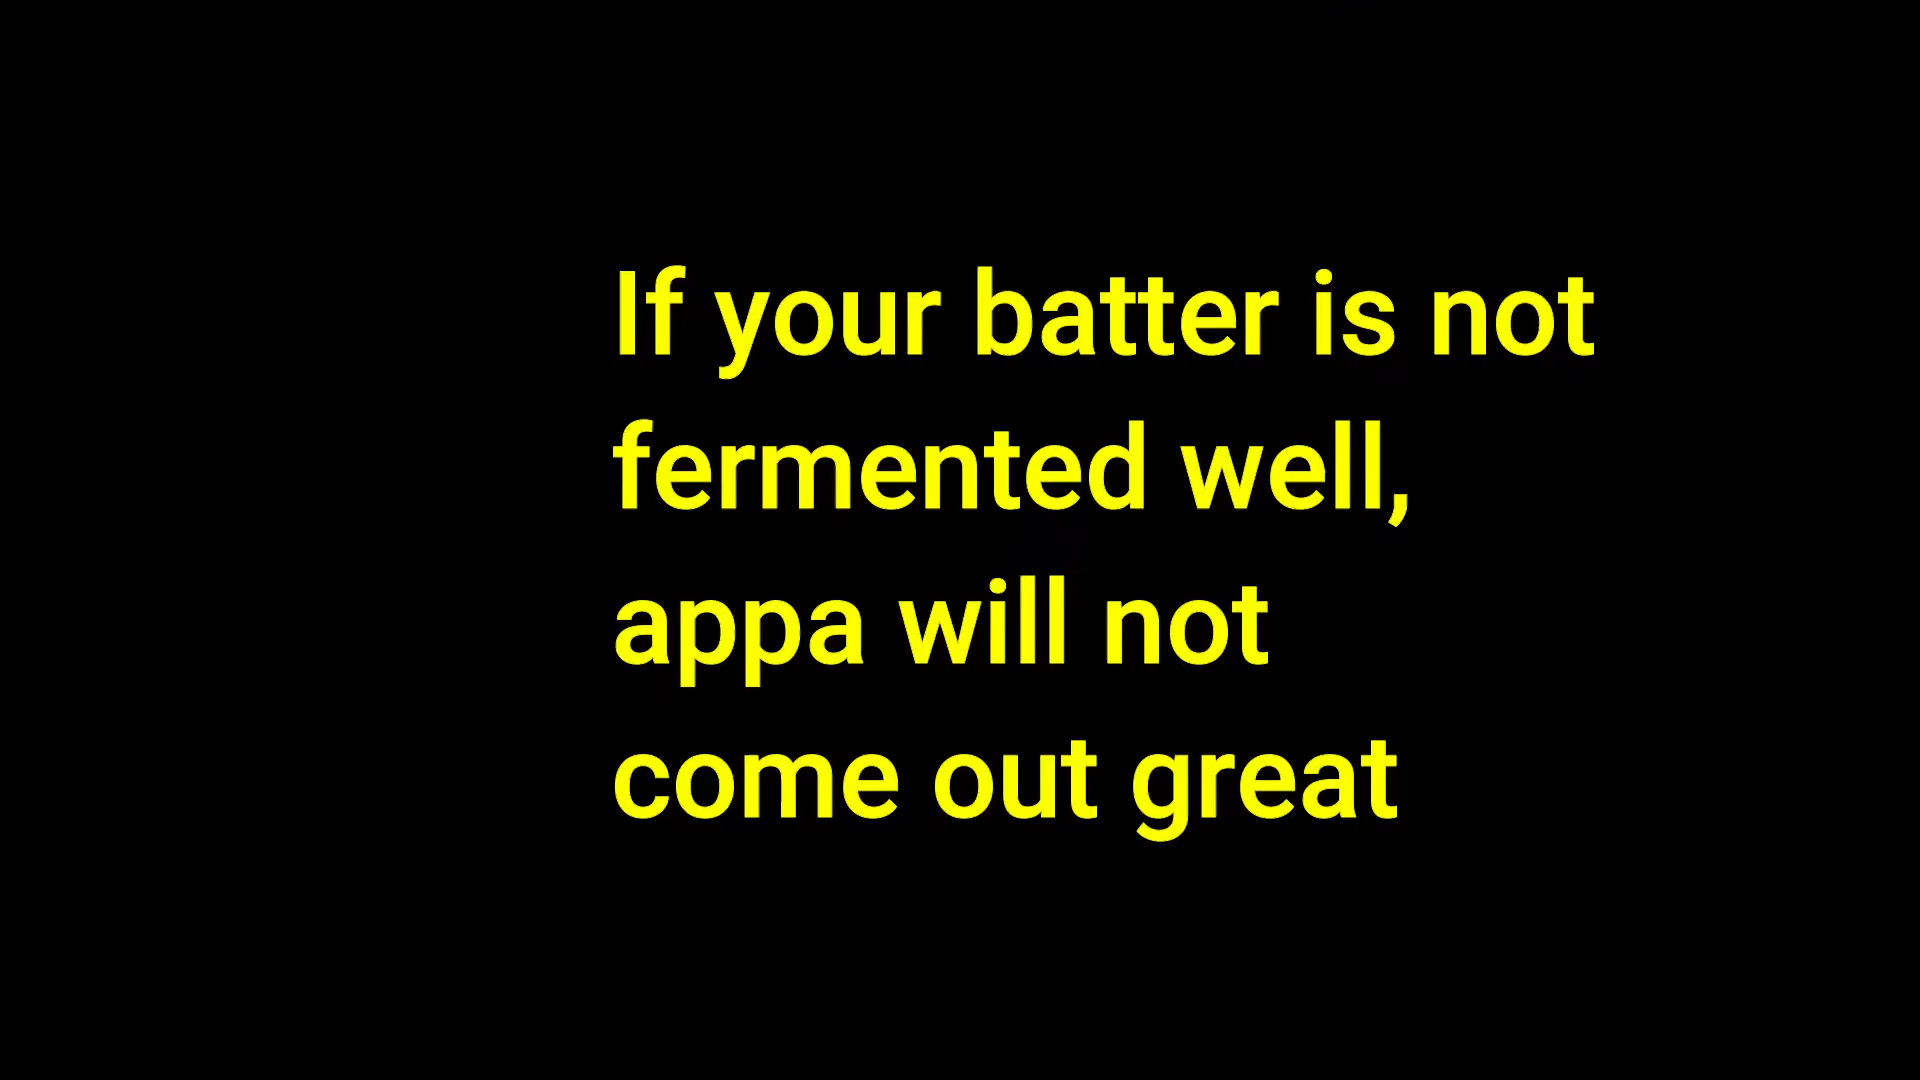 If your batter is not
fermented well,
appa will not
come out great